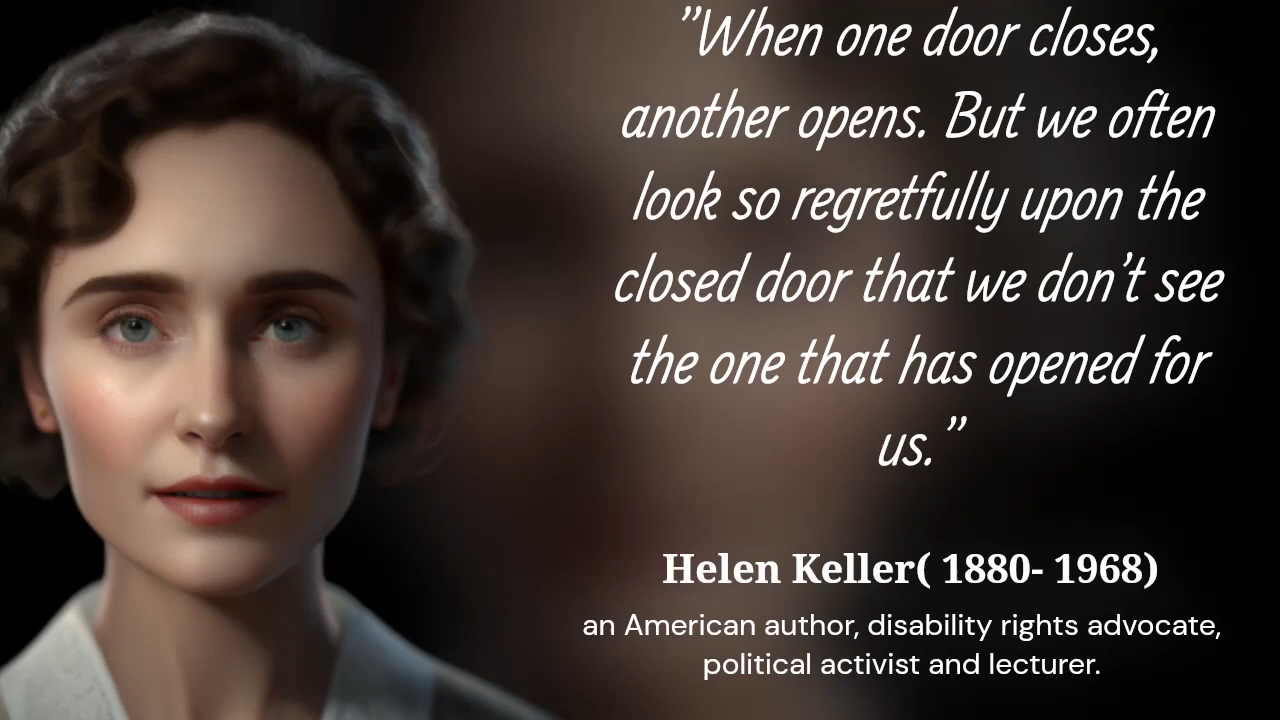 ”When one door closes,
another opens. But we often
look so regretfully upon the
closed door that we don’t see
the one that has opened for
us.”
Helen Keller( 1880- 1968)
an American author, disability rights advocate,
political activist and lecturer.